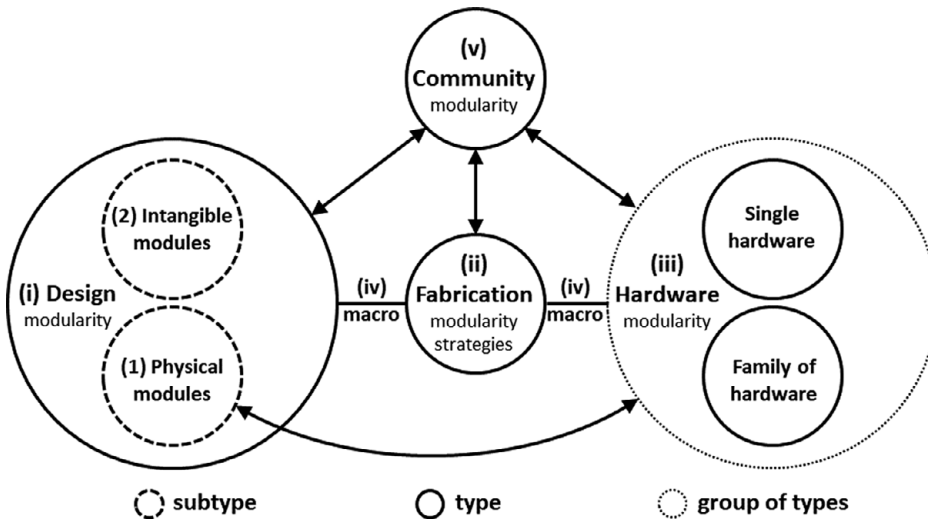 (v)
Community
modularity
(2) Intangible
modules
(i) Design
modularity
(1) Physical
modules
(iv)
macro
(ii)
Fabrication
modularity
strategies
(iv)
macro
(iii)
Hardware
modularity
Single
hardware
Family of
hardware
subtype
type
group of types